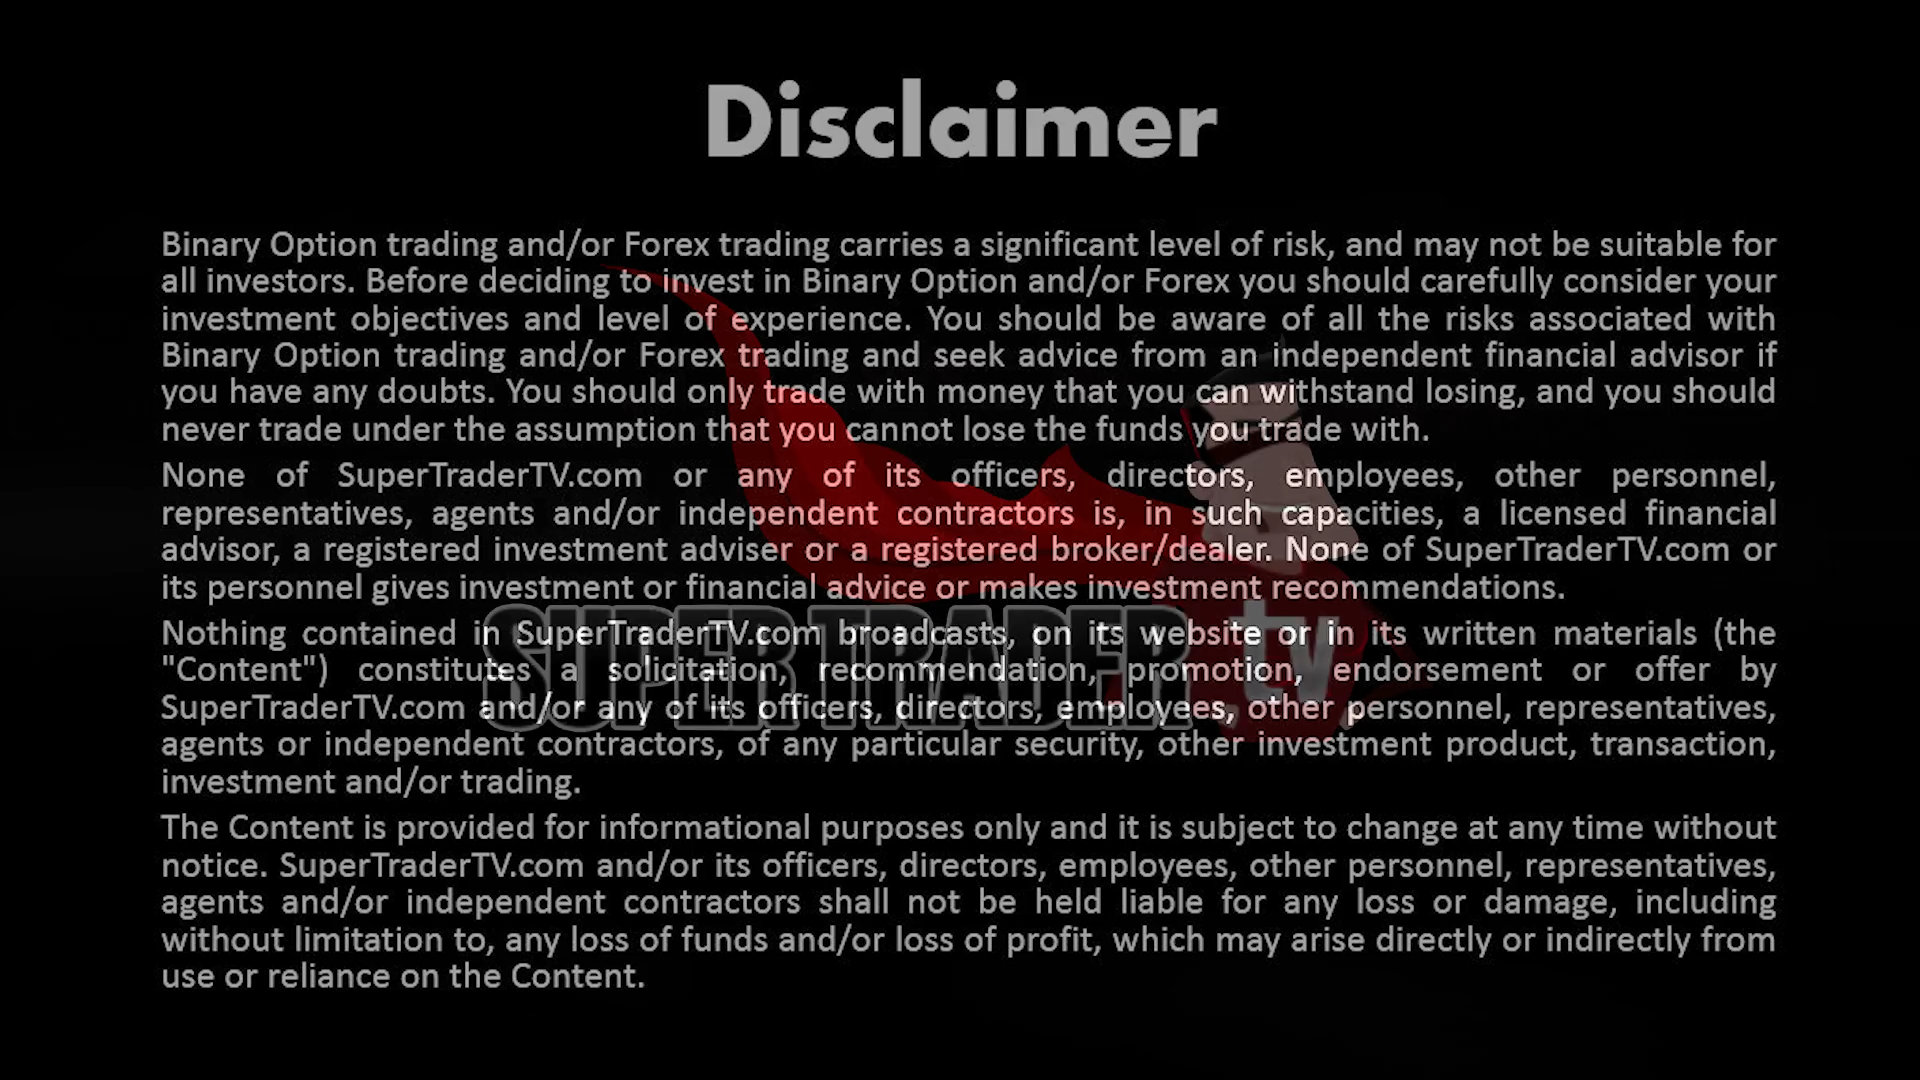 Disclaimer
Binary Option trading and/or Forex trading carries a significant level of risk, and may not be suitable for
all investors. Before deciding to invest in Binary Option and/or Forex you should carefully consider your
investment objectives and level of experience. You should be aware of all the risks associated with
Binary Option trading and/or Forex trading and seek advice from an independent financial advisor if
you have any doubts. You should only trade with money that you can withstand losing, and you should
never trade under the assumption that you cannot lose the funds you trade with.
None of SuperTraderTV.com or any of its officers, directors, employees, other personnel,
representatives, agents and/or independent contractors is, in such capacities, a licensed financial
advisor, a registered investment adviser or a registered broker/dealer. None of SuperTraderTV.com or
its personnel gives investment or financial advice or makes investment recommendations.
Nothing contained in SuperTraderTV.com broadcasts, on its website or in its written materials (the
"Content") constitutes a solicitation, recommendation, promotion, endorsement or offer by
SuperTraderTV.com and/or any of its officers, directors, employees, other personnel, representatives,
agents or independent contractors, of any particular security, other investment product, transaction,
investment and/or trading.
The Content is provided for informational purposes only and it is subject to change at any time without
notice. SuperTraderTV.com and/or its officers, directors, employees, other personnel, representatives,
agents and/or independent contractors shall not be held liable for any loss or damage, including
without limitation to, any loss of funds and/or loss of profit, which may arise directly or indirectly from
use or reliance on the Content.
SUPER TRADER tv